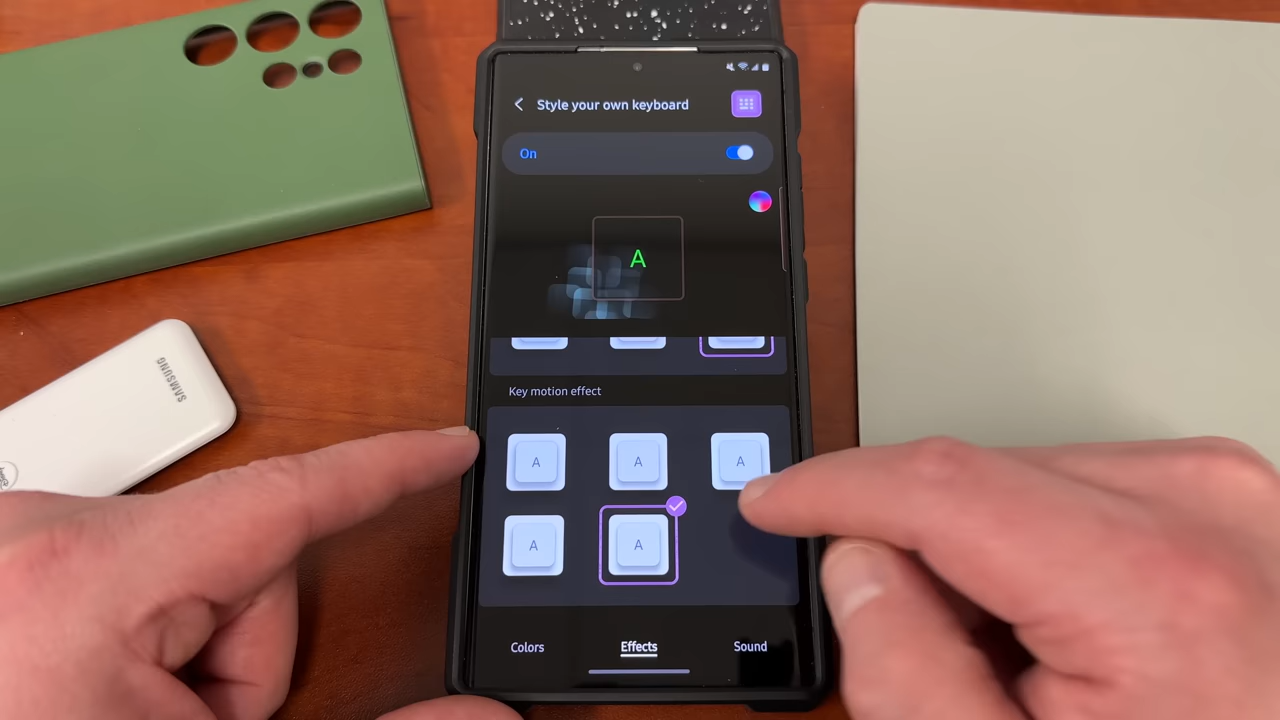 Style your own keyboard
On
A
Key motion effect
A A A
A A
Colors Effects Sound
SAMSUNG